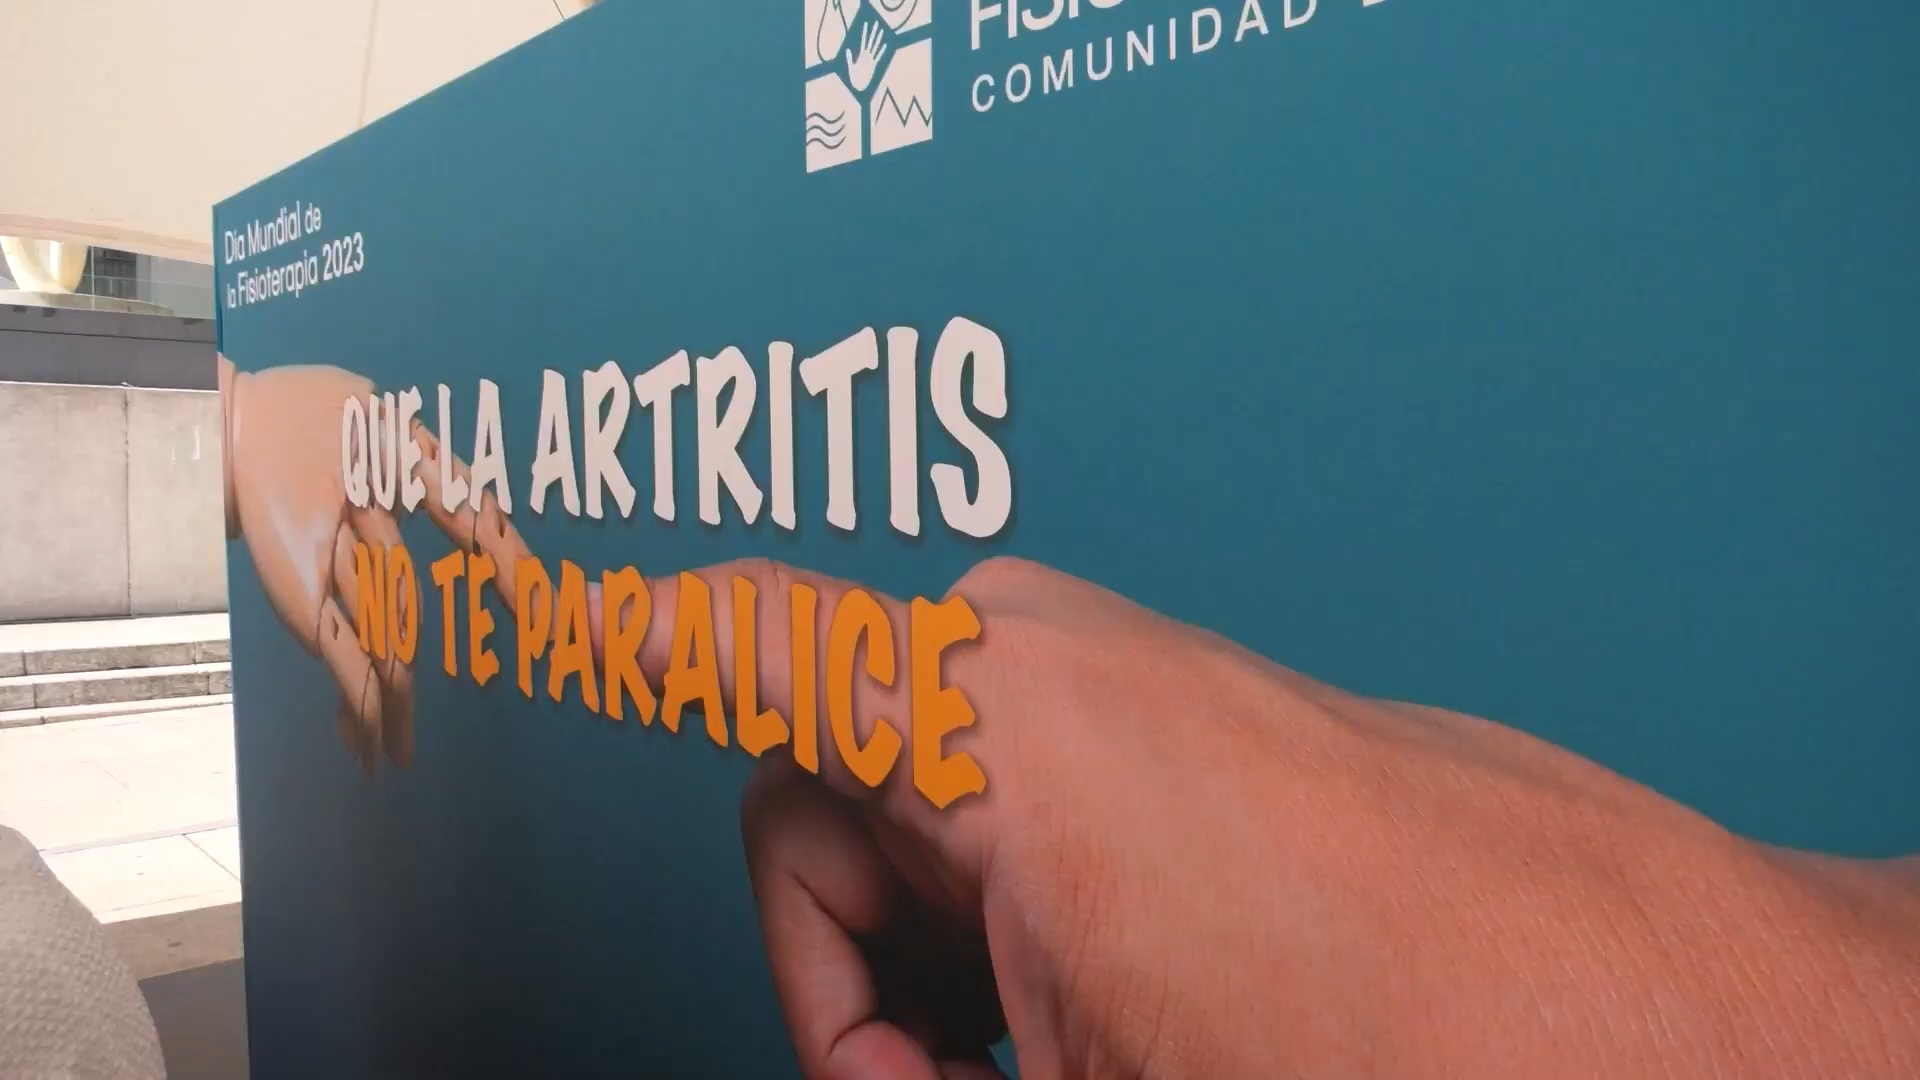 COMUNIDAD
Día Mundial de
la Fisioterapia 2023
QUE LA ARTRITIS
NO TE PARALICE